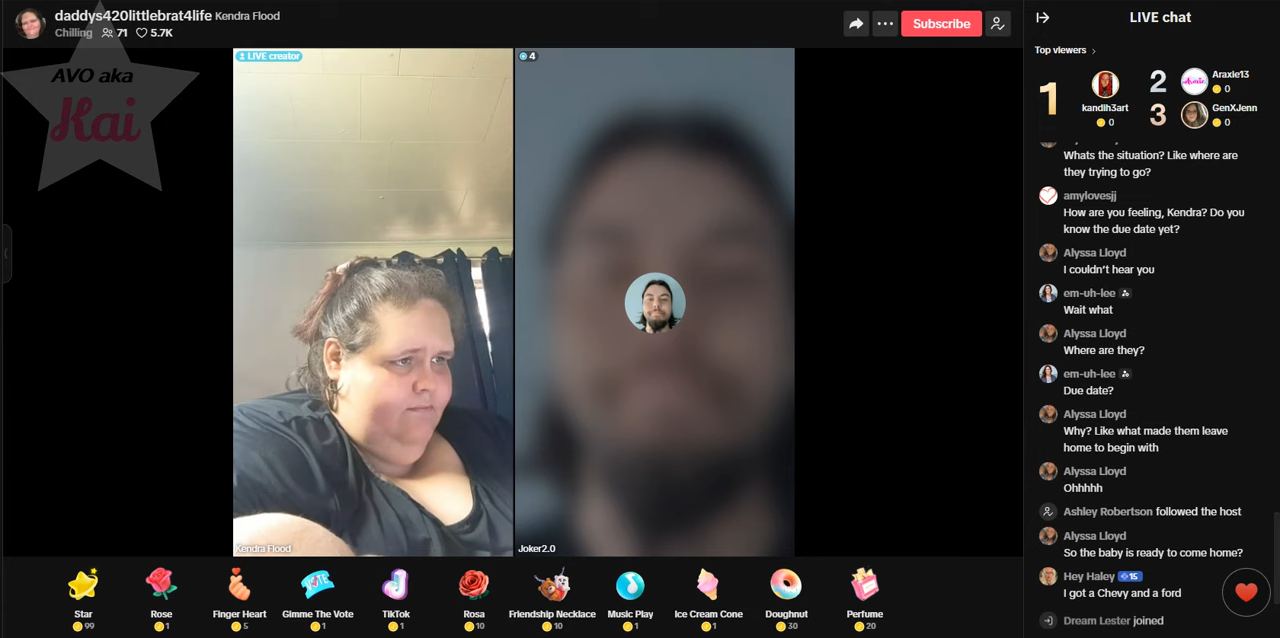 daddys420littlebrat4life Kendra Flood
Chilling 71 5.7K
Subscribe
AVO aka
Kai
LIVE creator
4
Kendra Flood
Joker2.0
Star
99
Rose
1
Finger Heart
5
VOTE
Gimme The Vote
1
TikTok
1
Rosa
10
Friendship Necklace
10
Music Play
1
Ice Cream Cone
1
Doughnut
30
Perfume
20
LIVE chat
Top viewers
1
kandih3art
0
2
Araxie13
0
3
GenXJenn
0
Whats the situation? Like where are
they trying to go?
amylovesjj
How are you feeling, Kendra? Do you
know the due date yet?
Alyssa Lloyd
I couldn't hear you
em-uh-lee
Wait what
Alyssa Lloyd
Where are they?
em-uh-lee
Due date?
Alyssa Lloyd
Why? Like what made them leave
home to begin with
Alyssa Lloyd
Ohhhhh
Ashley Robertson followed the host
Alyssa Lloyd
So the baby is ready to come home?
Hey Haley 15
I got a Chevy and a ford
Dream Lester joined